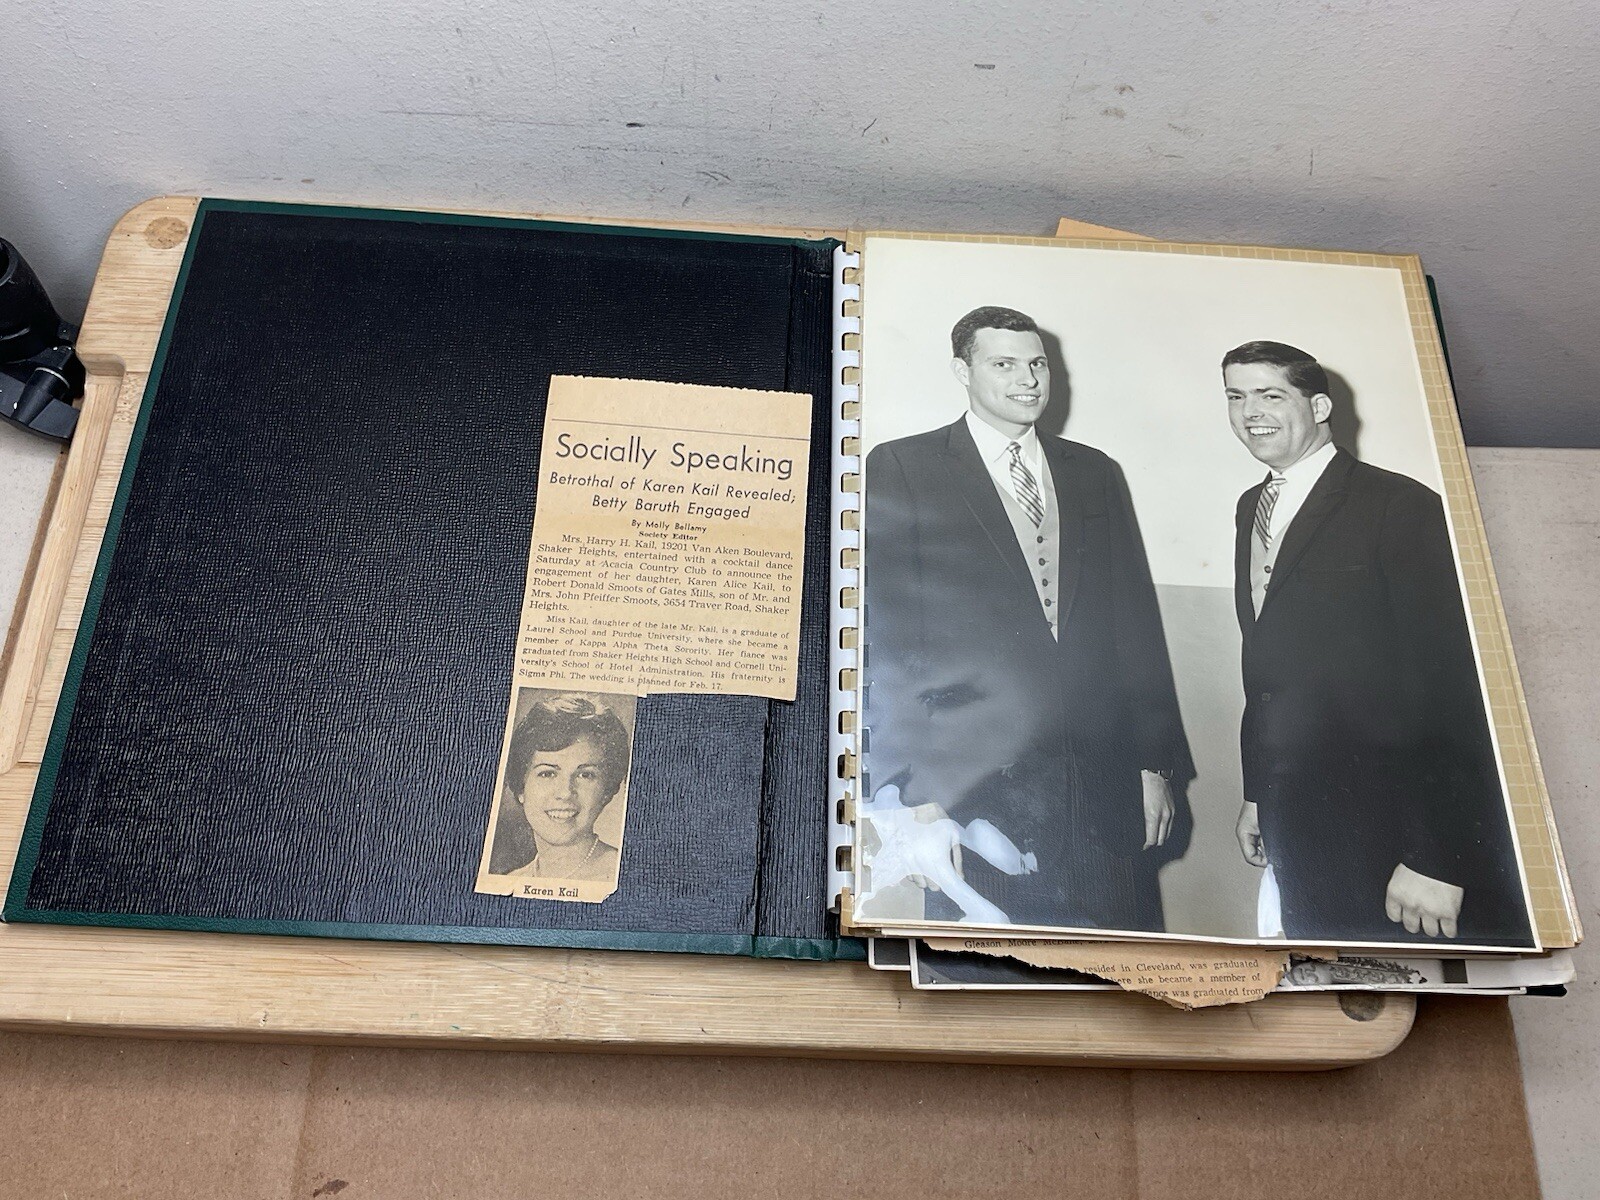 Socially Speaking
Betrothal of Karen Kail Revealed;
Betty Baruth Engaged
By Molly Bellamy
Society Editor
Mrs. Harry H. Kail, 19201 Van Aken Boulevard,
Shaker Heights, entertained with a cocktail dance
Saturday at Acacia Country Club to announce the
engagement of her daughter, Karen Alice Kail, to
Robert Donald Smoots of Gates Mills, son of Mr. and
Mrs. John Pfeiffer Smoots, 3654 Traver Road, Shaker
Heights.
Miss Kail, daughter of the late Mr. Kail, is a graduate of
Laurel School and Purdue University, where she became a
member of Kappa Alpha Theta Sorority. Her fiance was
graduated from Shaker Heights High School and Cornell Uni-
versity's School of Hotel Administration. His fraternity is
Sigma Phi. The wedding is planned for Feb. 17.
Karen Kail
Gleason Moore
resides in Cleveland, was graduated
she became a member of
fiance was graduated from